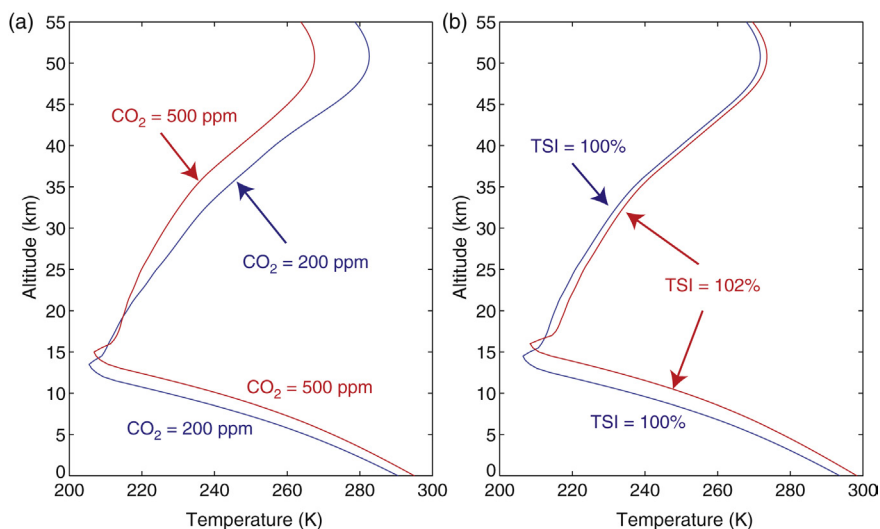 (a)
55
50
45
40
35
30
25
20
15
10
5
0
Altitude (km)
CO2 = 500 ppm
CO2 = 200 ppm
CO2 = 500 ppm
CO2 = 200 ppm
200 220 240 260 280 300
Temperature (K)
(b)
55
50
45
40
35
30
25
20
15
10
5
0
Altitude (km)
TSI = 100%
TSI = 102%
TSI = 100%
200 220 240 260 280 300
Temperature (K)